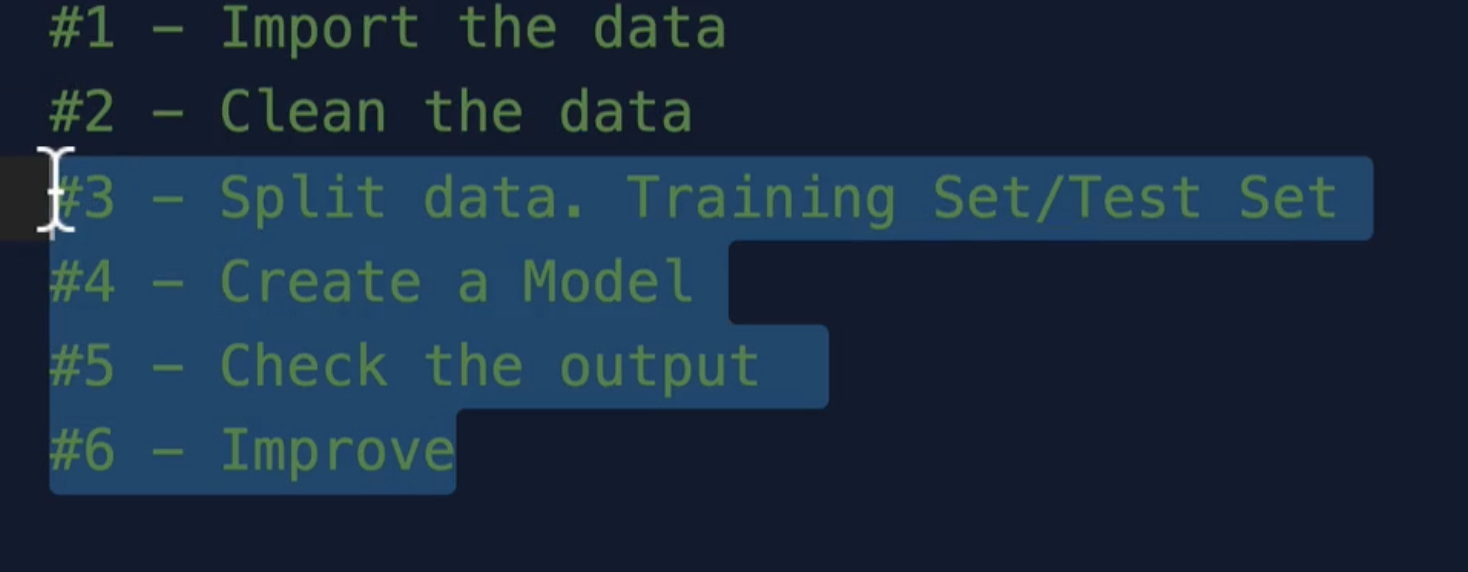 #1 – Import the data
#2 – Clean the data
#3 – Split data. Training Set/Test Set
#4 – Create a Model
#5 – Check the output
#6 – Improve